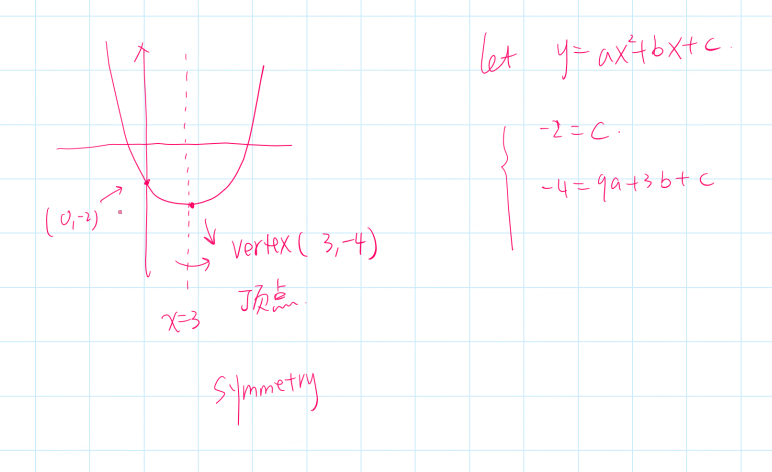 let y=ax²+bx+c.
-2=c.
-4=9a+3b+c
(0,-2)
vertex(3,-4)
顶点
x=3
symmetry